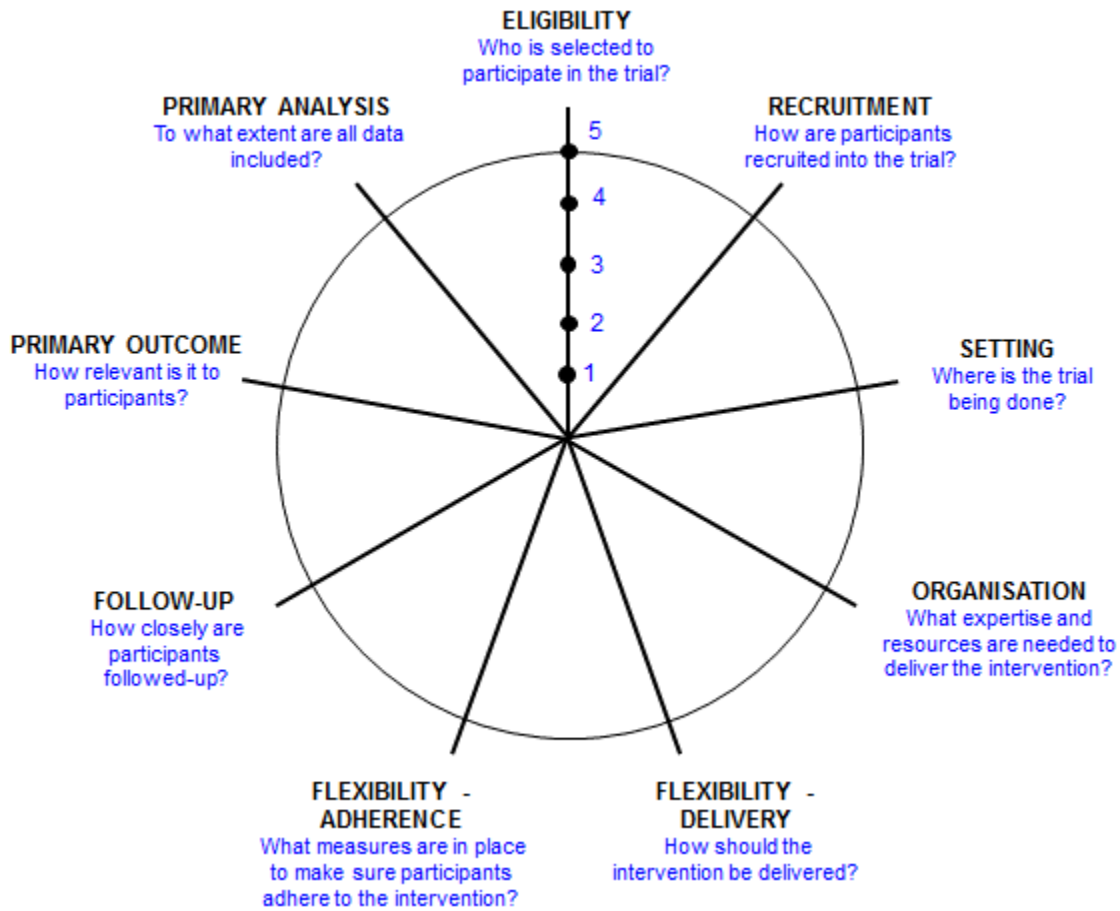 ELIGIBILITY
Who is selected to
participate in the trial?
PRIMARY ANALYSIS
To what extent are all data
included?
RECRUITMENT
How are participants
recruited into the trial?
5
4
3
2
1
PRIMARY OUTCOME
How relevant is it to
participants?
SETTING
Where is the trial
being done?
FOLLOW-UP
How closely are
participants
followed-up?
ORGANISATION
What expertise and
resources are needed to
deliver the intervention?
FLEXIBILITY -
ADHERENCE
What measures are in place
to make sure participants
adhere to the intervention?
FLEXIBILITY -
DELIVERY
How should the
intervention be delivered?